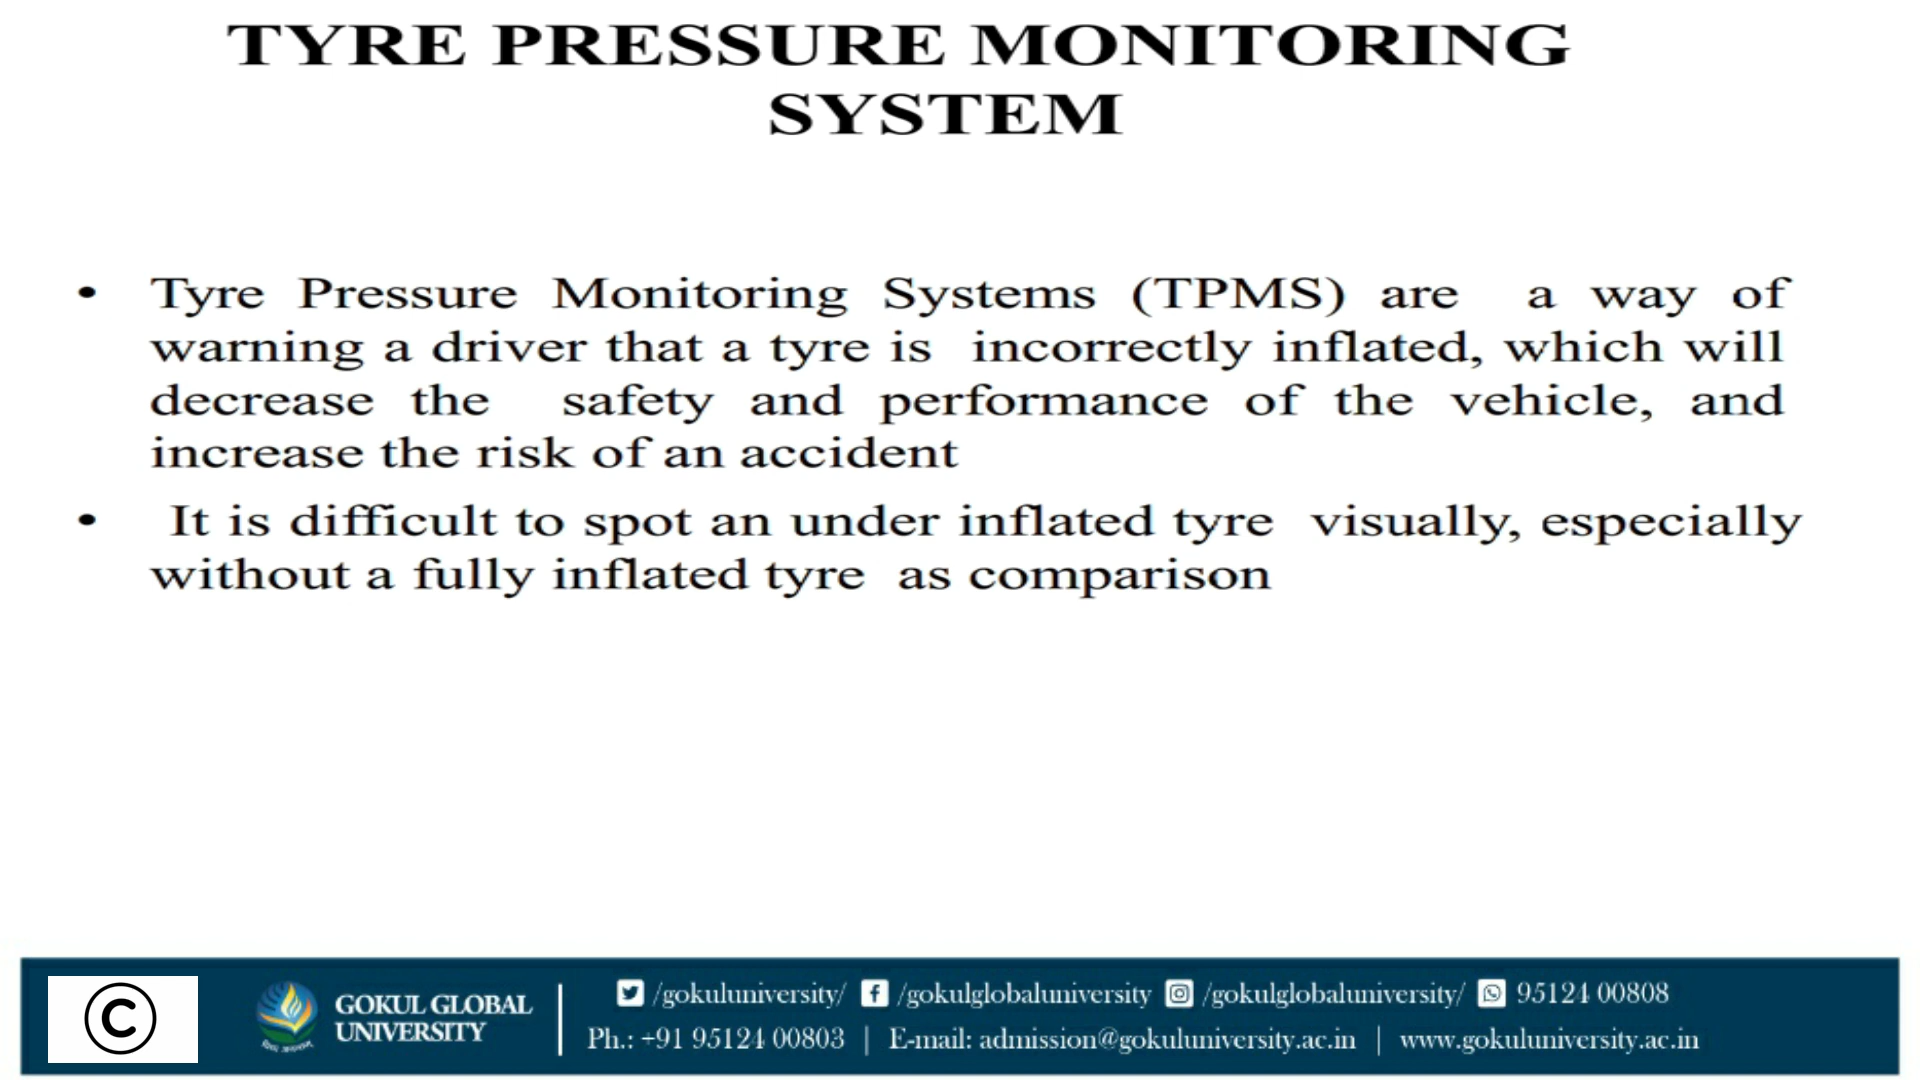 TYRE PRESSURE MONITORING
SYSTEM
• Tyre Pressure Monitoring Systems (TPMS) are a way of
warning a driver that a tyre is incorrectly inflated, which will
decrease the safety and performance of the vehicle, and
increase the risk of an accident
• It is difficult to spot an under inflated tyre visually, especially
without a fully inflated tyre as comparison
©
GOKUL GLOBAL
UNIVERSITY
/gokuluniversity/ /gokulglobaluniversity /gokulglobaluniversity/ 95124 00808
Ph.: +91 95124 00803 | E-mail: admission@gokuluniversity.ac.in | www.gokuluniversity.ac.in